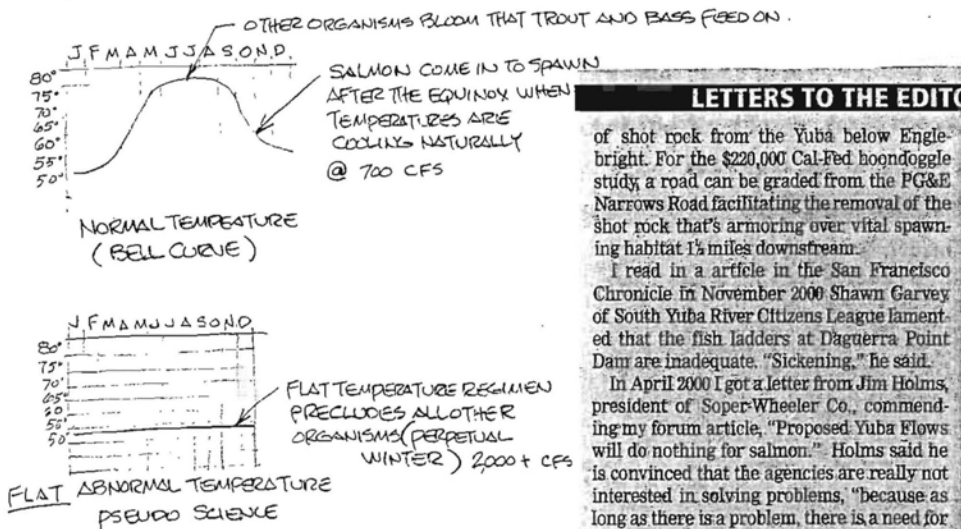 OTHER ORGANISMS BLOOM THAT TROUT AND BASS FEED ON.
J F M A M J J A S O N D
80°
75°
70°
65°
60°
55°
50°
SALMON COME IN TO SPAWN
AFTER THE EQUINOX WHEN
TEMPERATURES ARE
COOLING NATURALLY
@ 700 CFS
NORMAL TEMPEATURE
(BELL CURVE)
J F M A M J J A S O N D
80°
75°
70°
65°
60
55°
50°
FLAT TEMPERATURE REGIMEN
PRECLUDES ALL OTHER
ORGANISMS (PERPETUAL
WINTER) 2000+ CFS
FLAT ABNORMAL TEMPERATURE
PSEUDO SCIENCE
LETTERS TO THE EDITO
of shot rock from the Yuba below Engle-
bright. For the $220,000 Cal-Fed boondoggle
study, a road can be graded from the PG&E
Narrows Road facilitating the removal of the
shot rock that's armoring over vital spawn-
ing habitat 1½ miles downstream.
I read in a article in the San Francisco
Chronicle in November 2000 Shawn Garvey
of South Yuba River Citizens League lament-
ed that the fish ladders at Daguerra Point
Dam are inadequate. "Sickening," he said.
In April 2000 I got a letter from Jim Holms,
president of Soper-Wheeler Co., commend-
ing my forum article, "Proposed Yuba Flows
will do nothing for salmon." Holms said he
is convinced that the agencies are really not
interested in solving problems, "because as
long as there is a problem, there is a need for